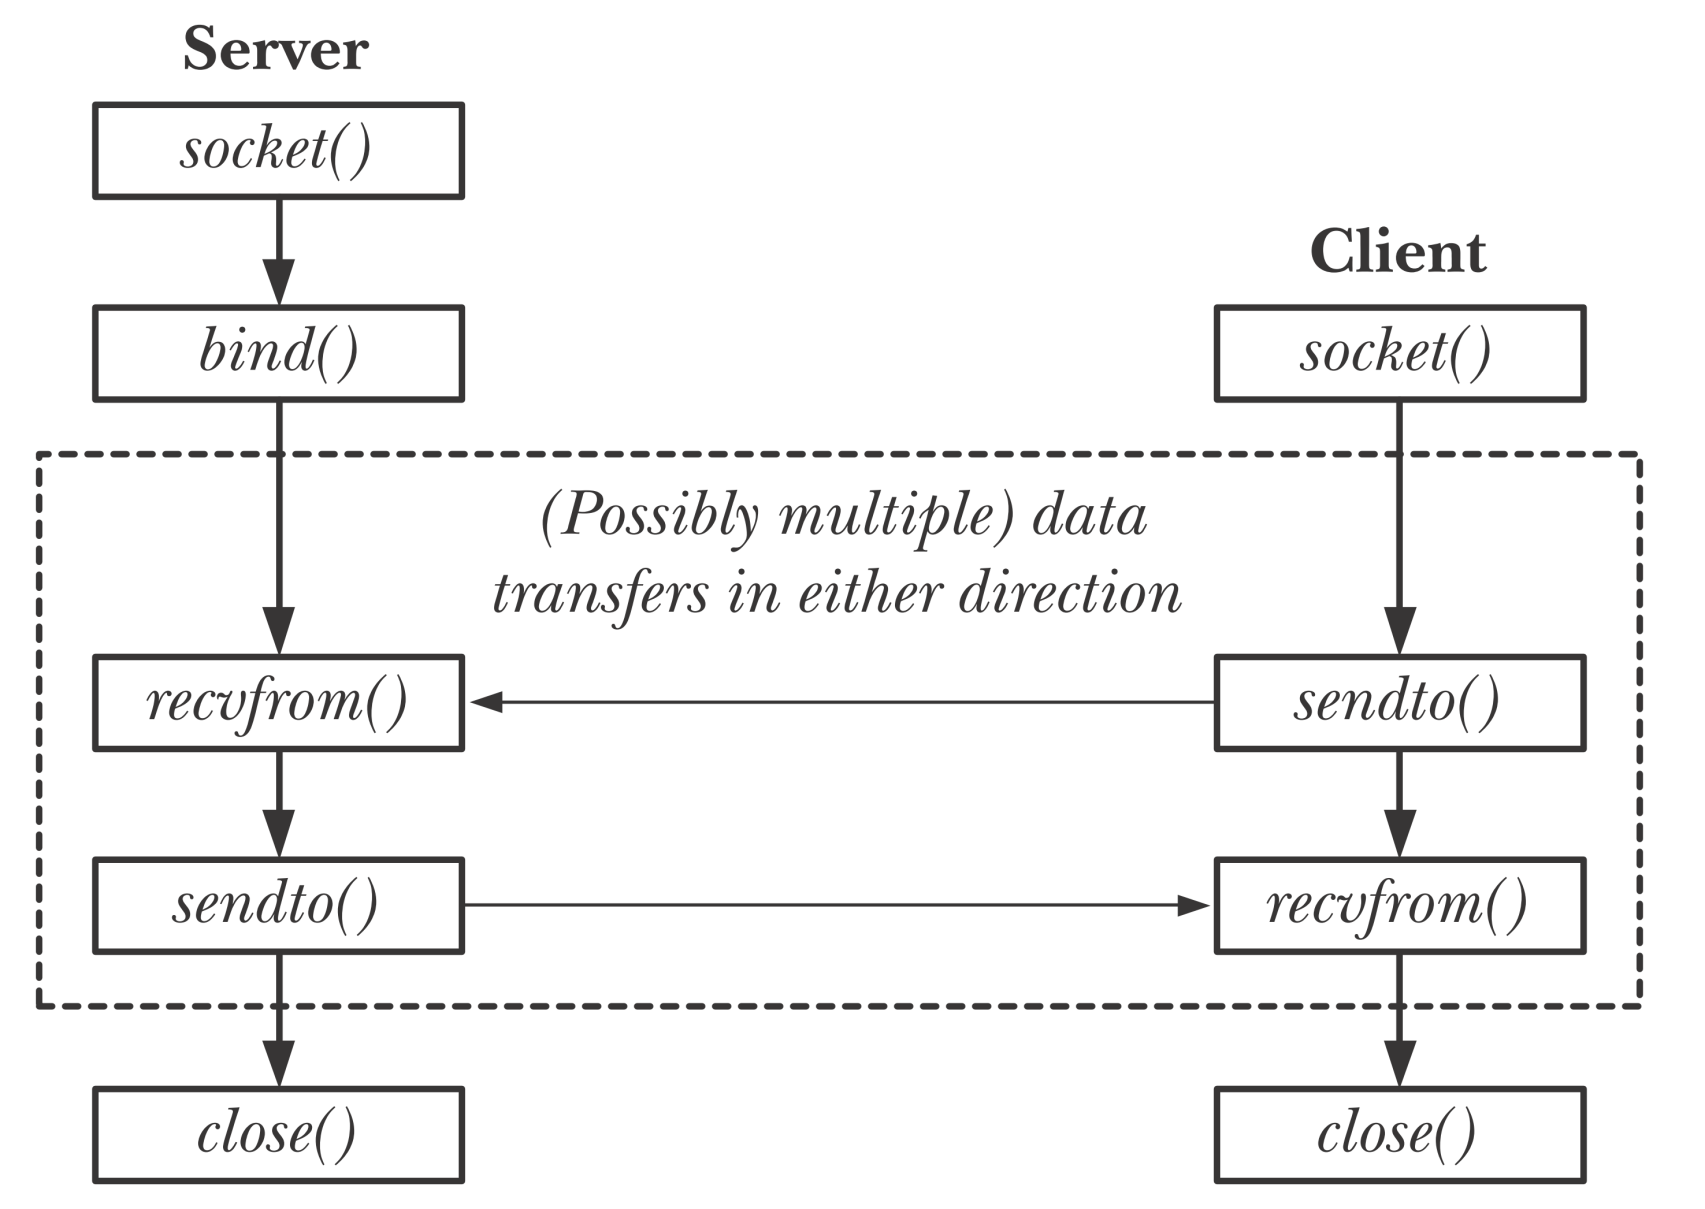 Server
socket()
bind()
Client
socket()
(Possibly multiple) data
transfers in either direction
recvfrom()
sendto()
sendto()
recvfrom()
close()
close()